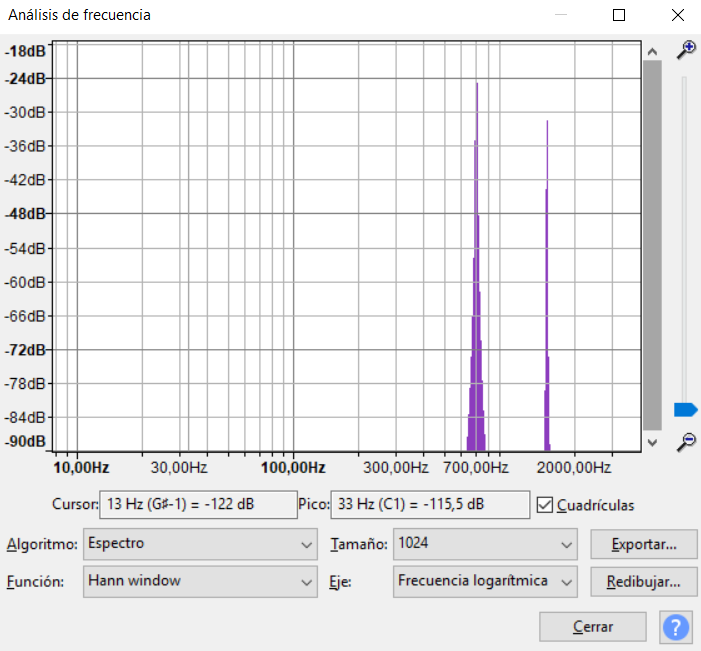 Análisis de frecuencia
-18dB
-24dB
-30dB
-36dB
-42dB
-48dB
-54dB
-60dB
-66dB
-72dB
-78dB
-84dB
-90dB
10,00Hz 30,00Hz 100,00Hz 300,00Hz 700,00Hz 2000,00Hz
Cursor: 13 Hz (G♯-1) = -122 dB Pico: 33 Hz (C1) = -115,5 dB Cuadrículas
Algoritmo: Espectro Tamaño: 1024 Exportar...
Función: Hann window Eje: Frecuencia logarítmica Redibujar...
Cerrar ?